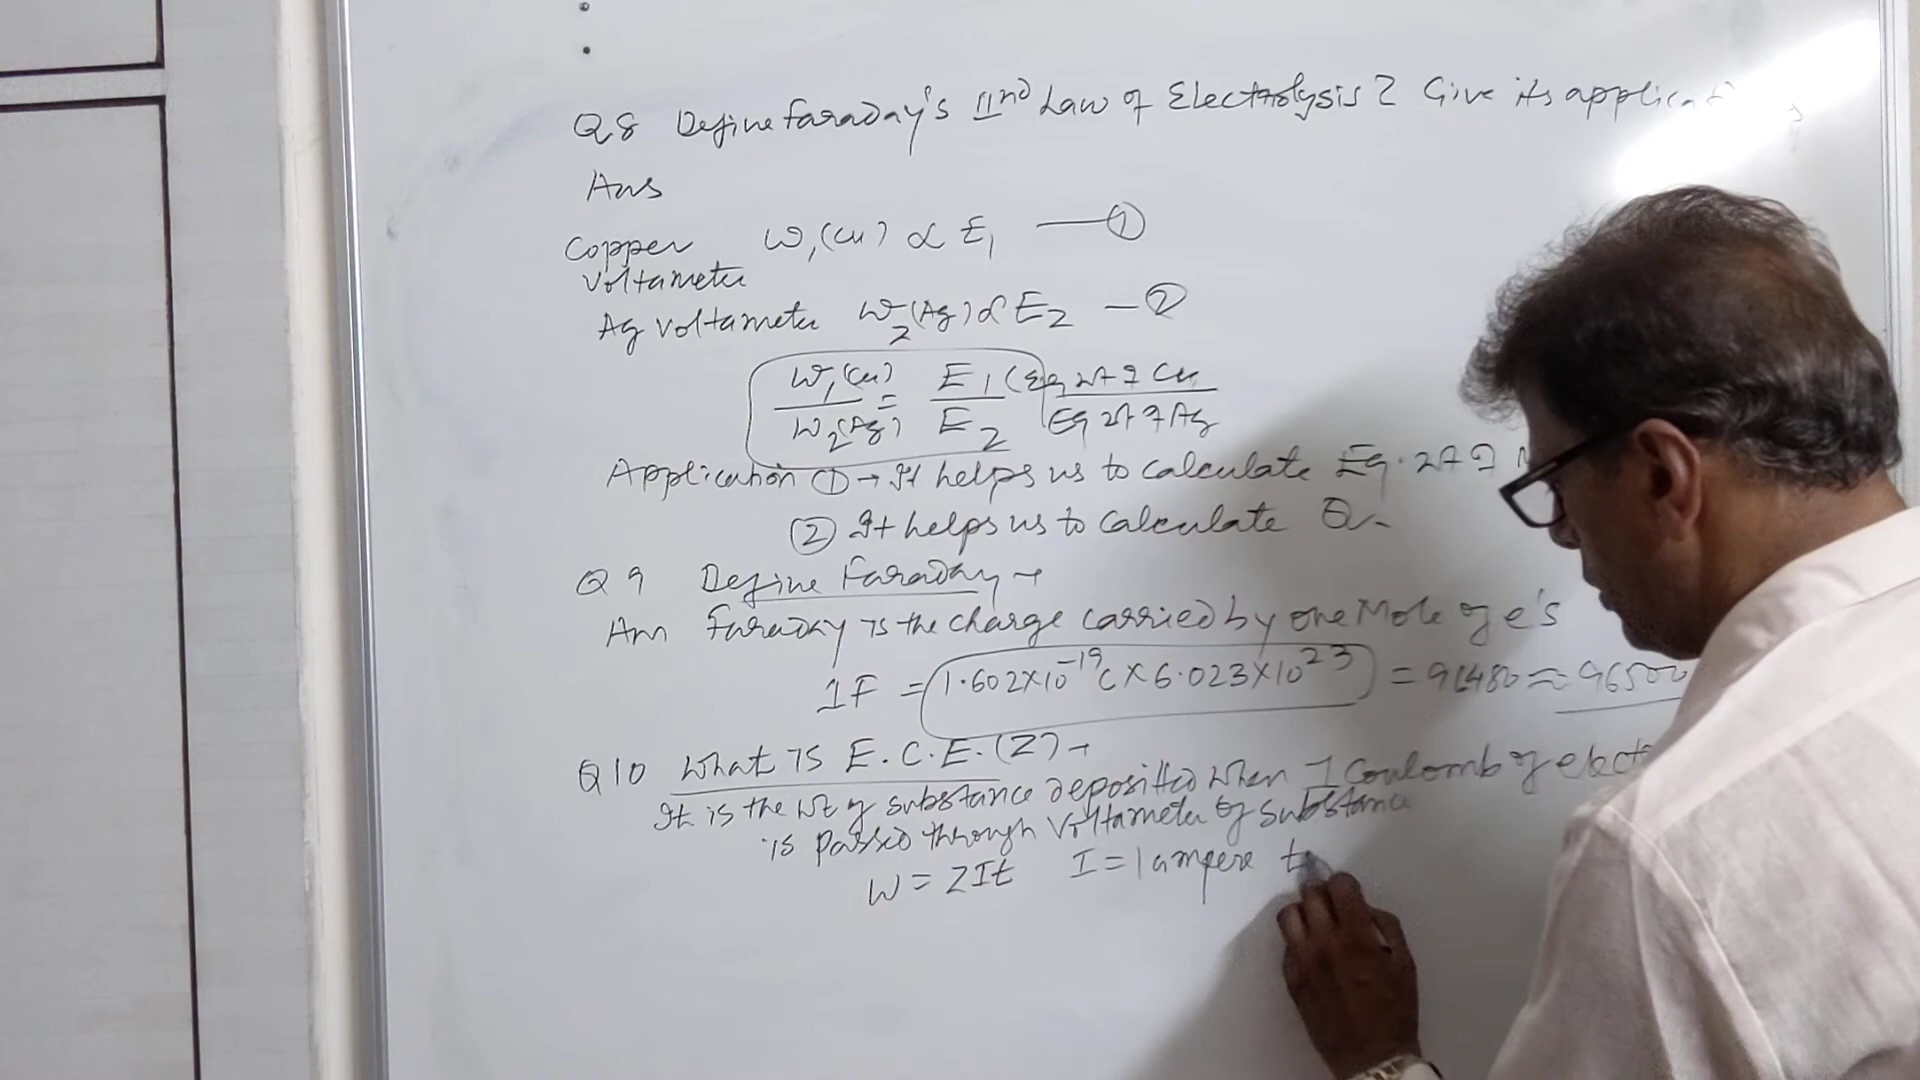 Q8 Define Faraday's IInd Law of Electrolysis? Give its
Ans
Copper W1(Cu) ∝ E1 — ①
Voltameter
Ag Voltameter W2(Ag) ∝ E2 — ②
W1(Cu) = E1 (Eq wt of Cu
W2(Ag) E2 Eq wt of Ag
Application ① → It helps us to calculate Eq. wt of
② It helps us to calculate Q.
Q9 Define Faraday →
Ans Faraday is the charge carried by one Mole of e's
1F = 1.602×10⁻¹⁹C × 6.023×10²³ = 96480 ≈ 96500
Q10 What is E.C.E. (Z) →
It is the wt of substance deposited when 1 Coulomb of
is passed through Voltameter of substance
W = ZIt I = 1 ampere t